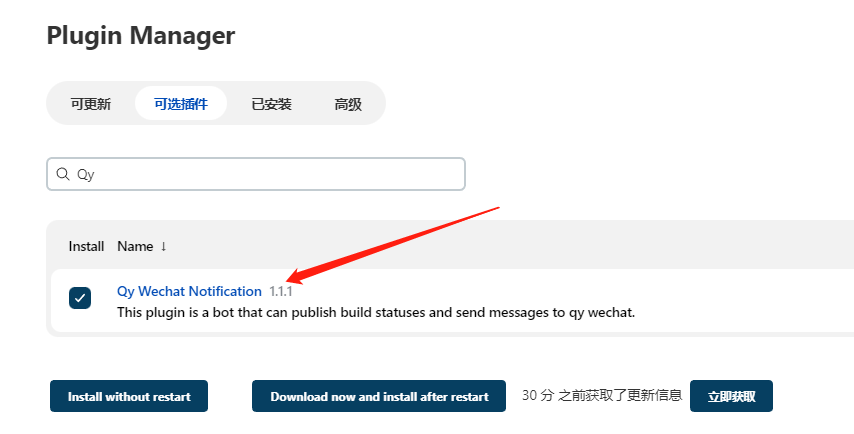 Plugin Manager
可更新 可选插件 已安装 高级
Qy
Install Name ↓
Qy Wechat Notification 1.1.1
This plugin is a bot that can publish build statuses and send messages to qy wechat.
Install without restart Download now and install after restart 30 分 之前获取了更新信息 立即获取